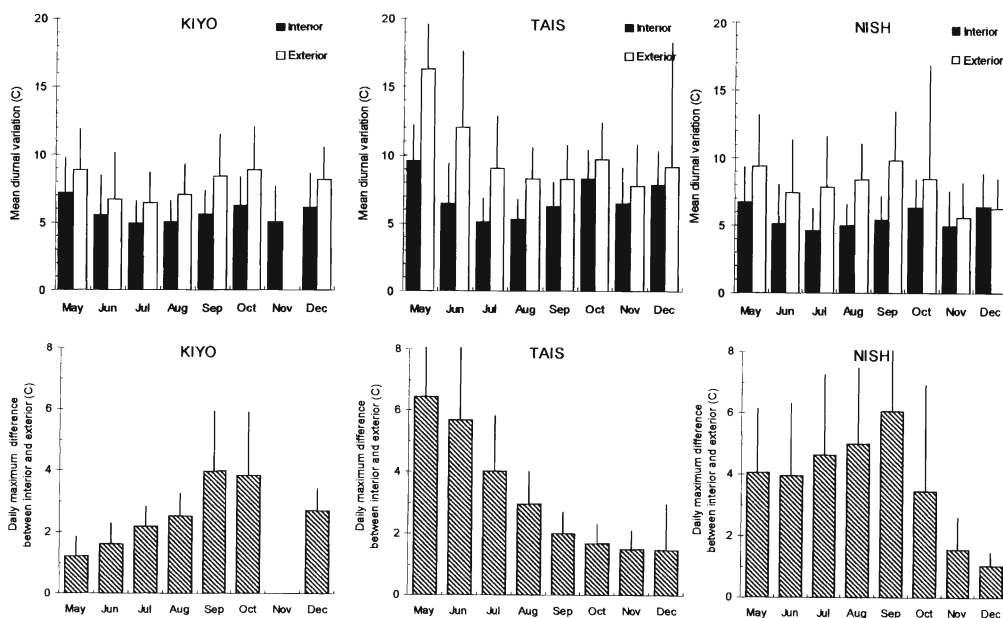 KIYO
Interior
Exterior
Mean diurnal variation (C)
20
15
10
5
0
May Jun Jul Aug Sep Oct Nov Dec
TAIS
Interior
Exterior
Mean diurnal variation (C)
20
15
10
5
0
May Jun Jul Aug Sep Oct Nov Dec
NISH
Interior
Exterior
Mean diurnal variation (C)
20
15
10
5
0
May Jun Jul Aug Sep Oct Nov Dec
KIYO
Daily maximum difference
between interior and exterior (C)
8
6
4
2
0
May Jun Jul Aug Sep Oct Nov Dec
TAIS
Daily maximum difference
between interior and exterior (C)
8
6
4
2
0
May Jun Jul Aug Sep Oct Nov Dec
NISH
Daily maximum difference
between interior and exterior (C)
8
6
4
2
0
May Jun Jul Aug Sep Oct Nov Dec